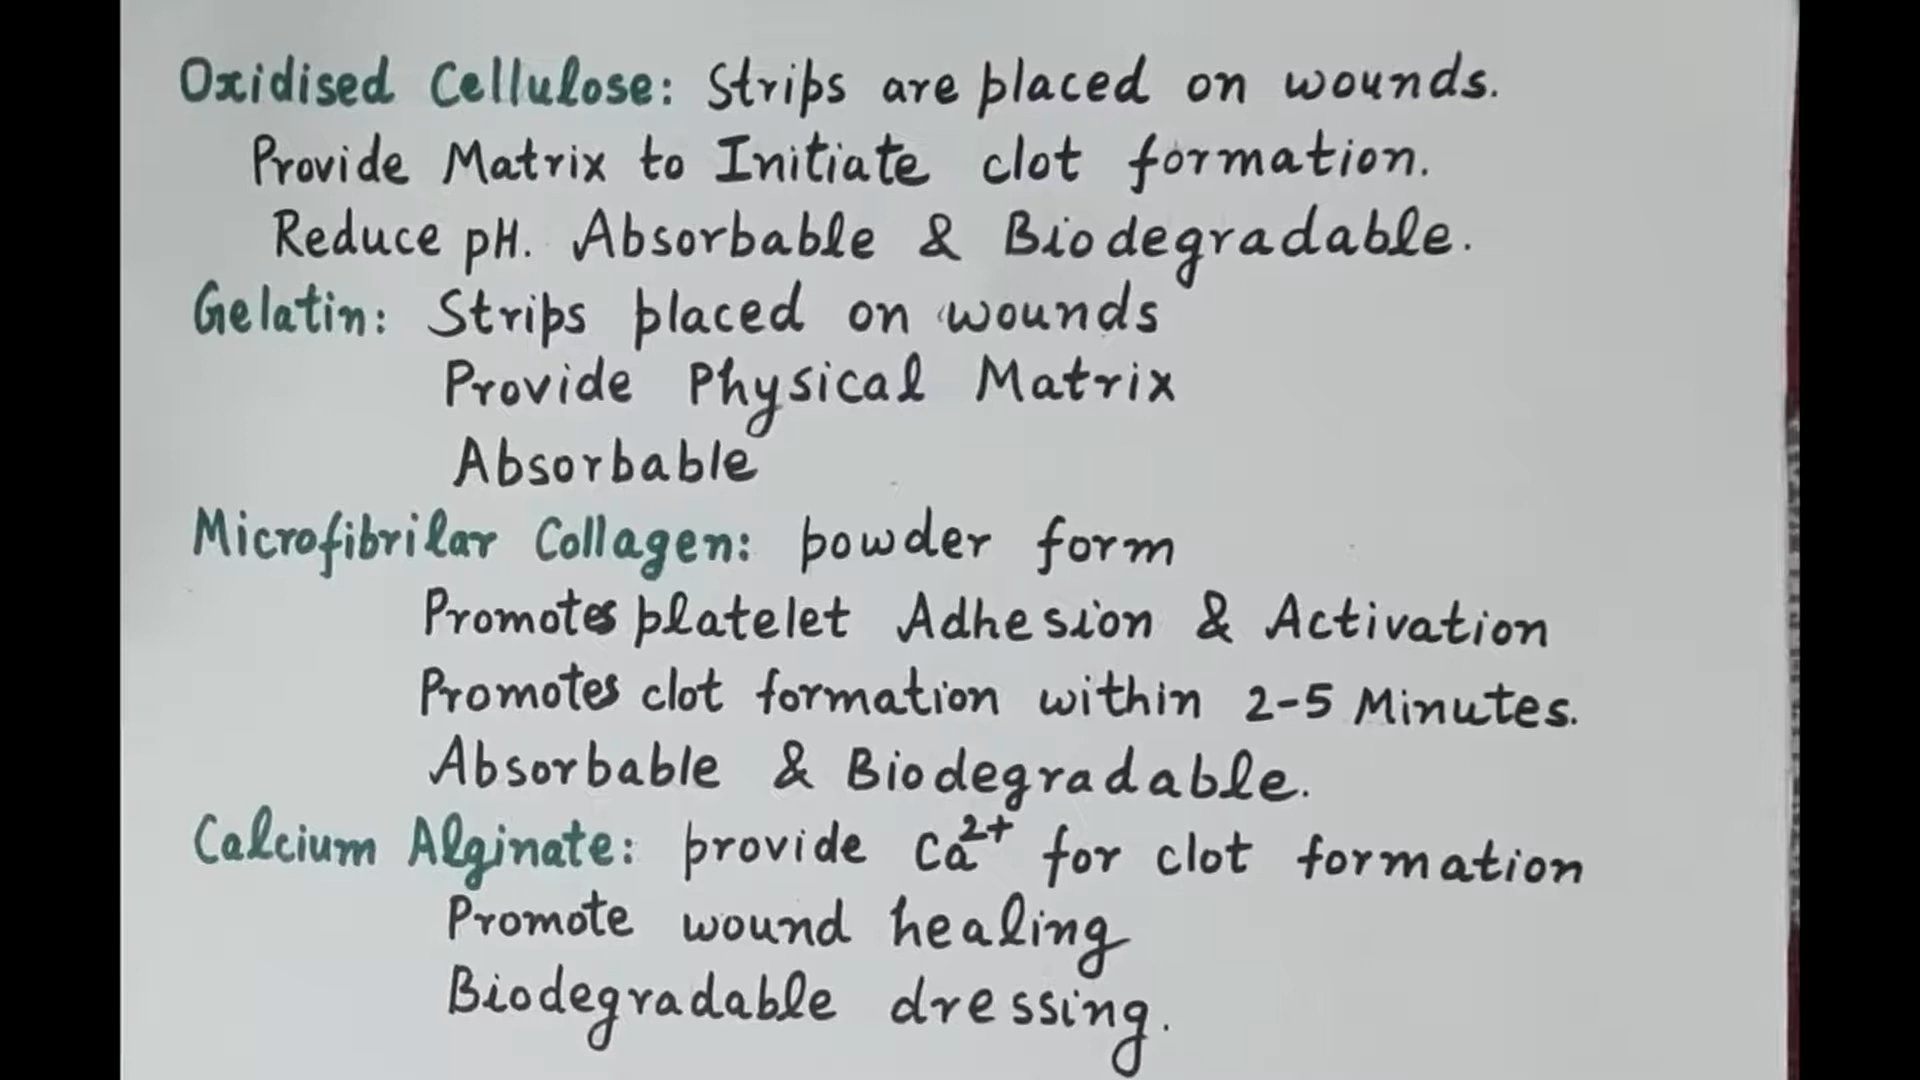 Oxidised Cellulose: Strips are placed on wounds.
Provide Matrix to Initiate clot formation.
Reduce pH. Absorbable & Biodegradable.
Gelatin: Strips placed on wounds
Provide Physical Matrix
Absorbable
Microfibrilar Collagen: powder form
Promotes platelet Adhesion & Activation
Promotes clot formation within 2-5 Minutes.
Absorbable & Biodegradable.
Calcium Alginate: provide Ca²⁺ for clot formation
Promote wound healing
Biodegradable dressing.